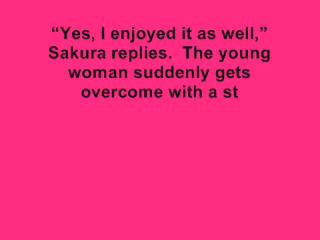 “Yes, I enjoyed it as well,”
Sakura replies.  The young
woman suddenly gets
overcome with a st